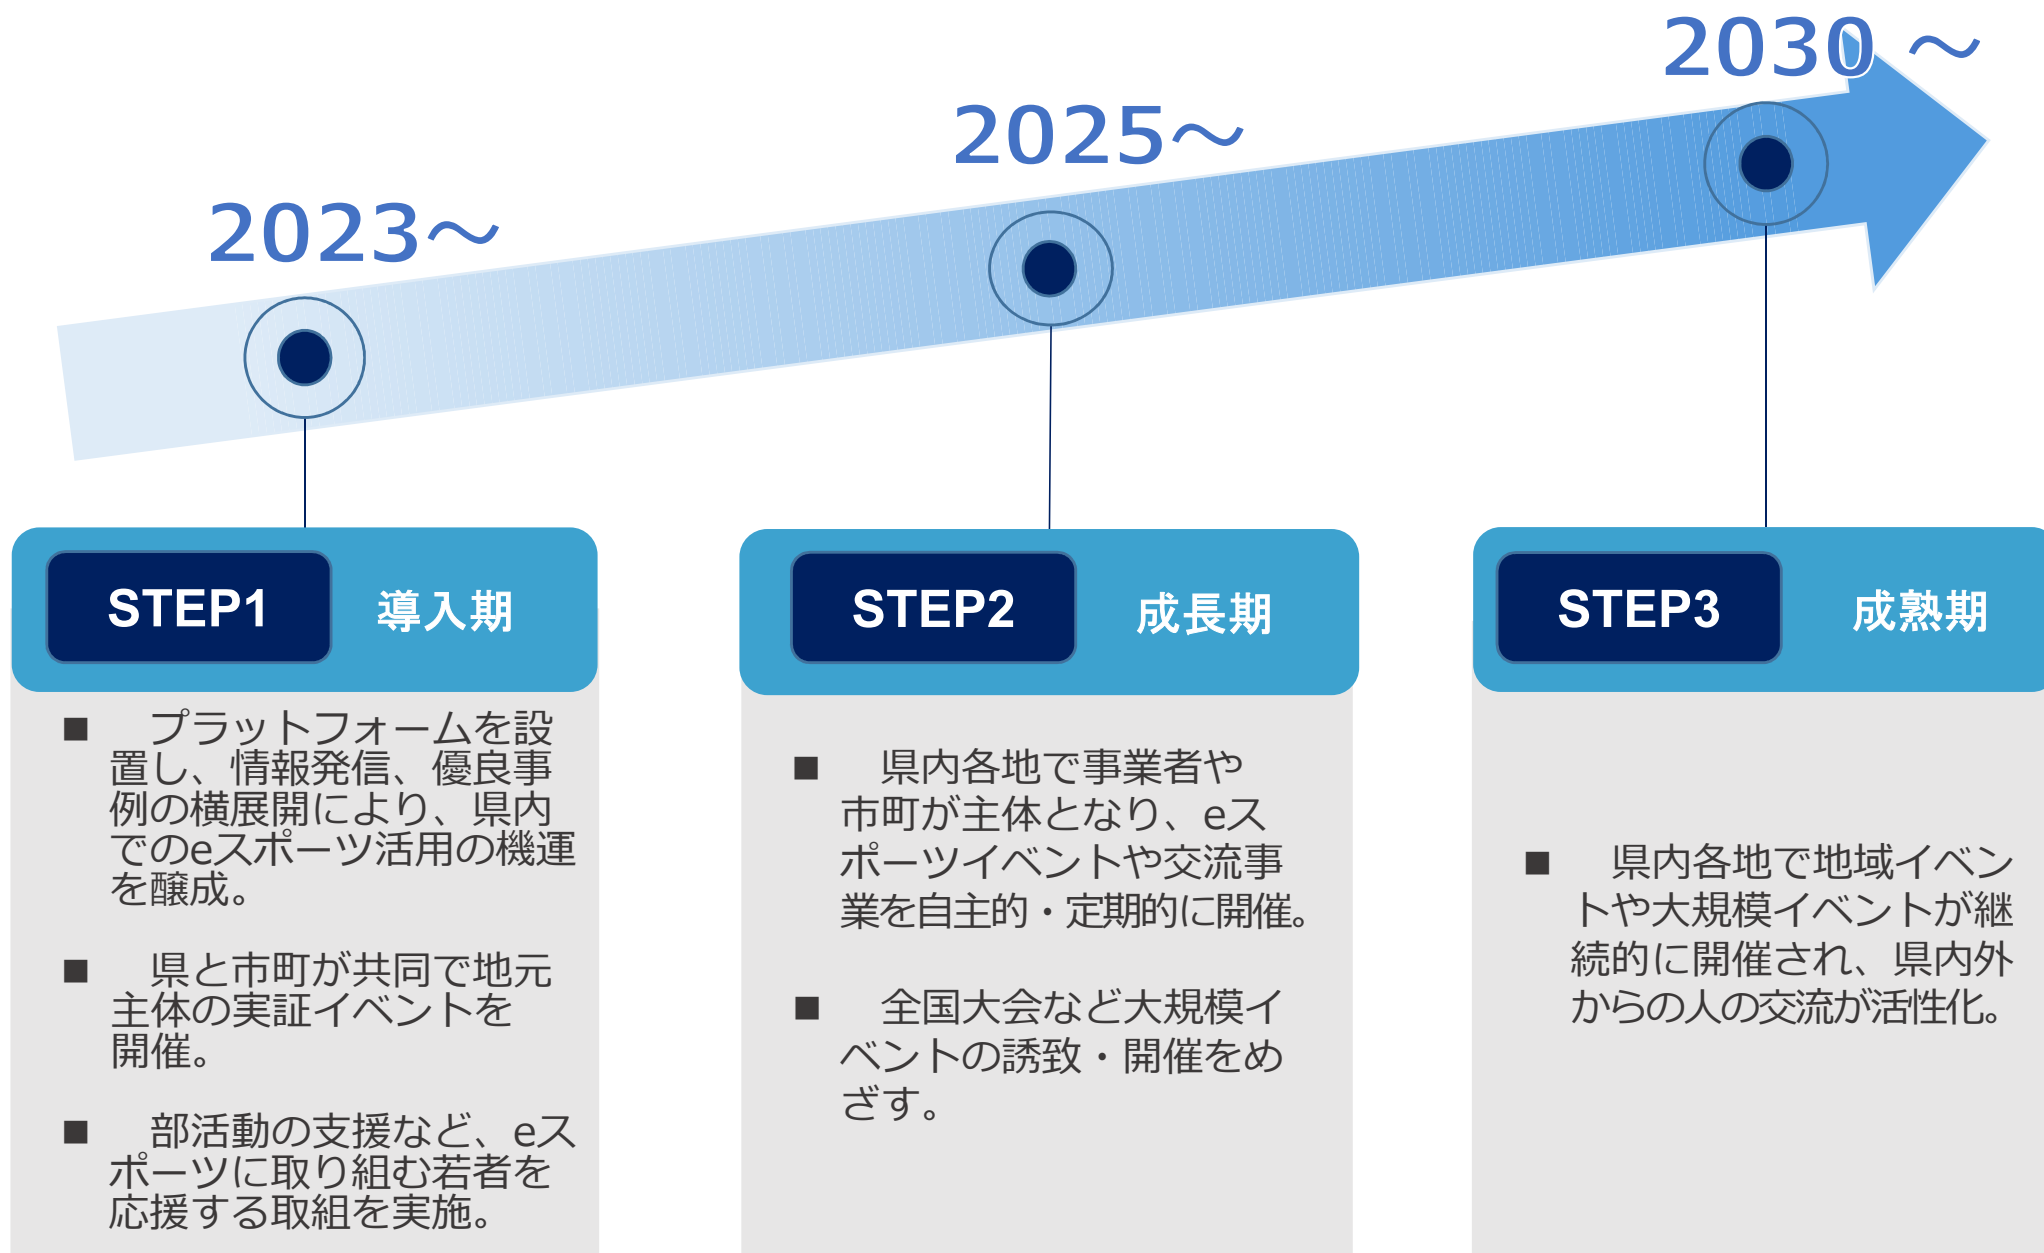 2023～
2025～
2030 ～
STEP1 導入期
■ プラットフォームを設
置し、情報発信、優良事
例の横展開により、県内
でのeスポーツ活用の機運
を醸成。
■ 県と市町が共同で地元
主体の実証イベントを
開催。
■ 部活動の支援など、eス
ポーツに取り組む若者を
応援する取組を実施。
STEP2 成長期
■ 県内各地で事業者や
市町が主体となり、eス
ポーツイベントや交流事
業を自主的・定期的に開催。
■ 全国大会など大規模イ
ベントの誘致・開催をめ
ざす。
STEP3 成熟期
■ 県内各地で地域イベン
トや大規模イベントが継
続的に開催され、県内外
からの人の交流が活性化。